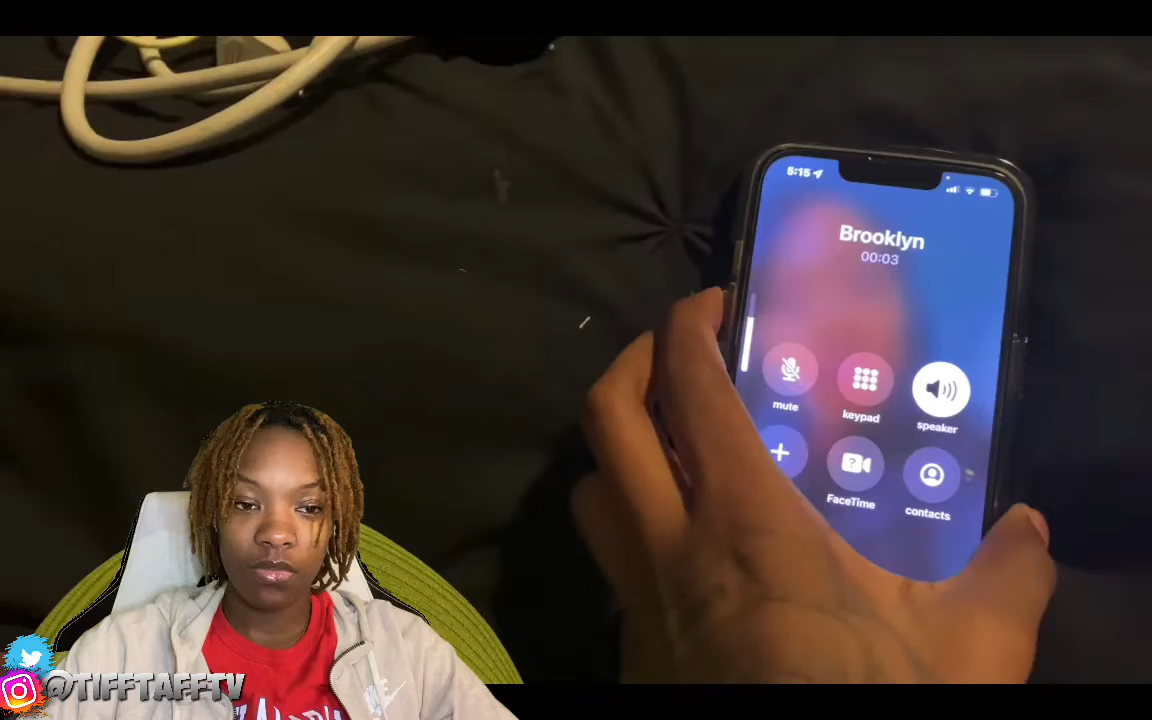 5:15
Brooklyn
00:03
mute
keypad
speaker
?
FaceTime
contacts
@TIFFTAFFTV